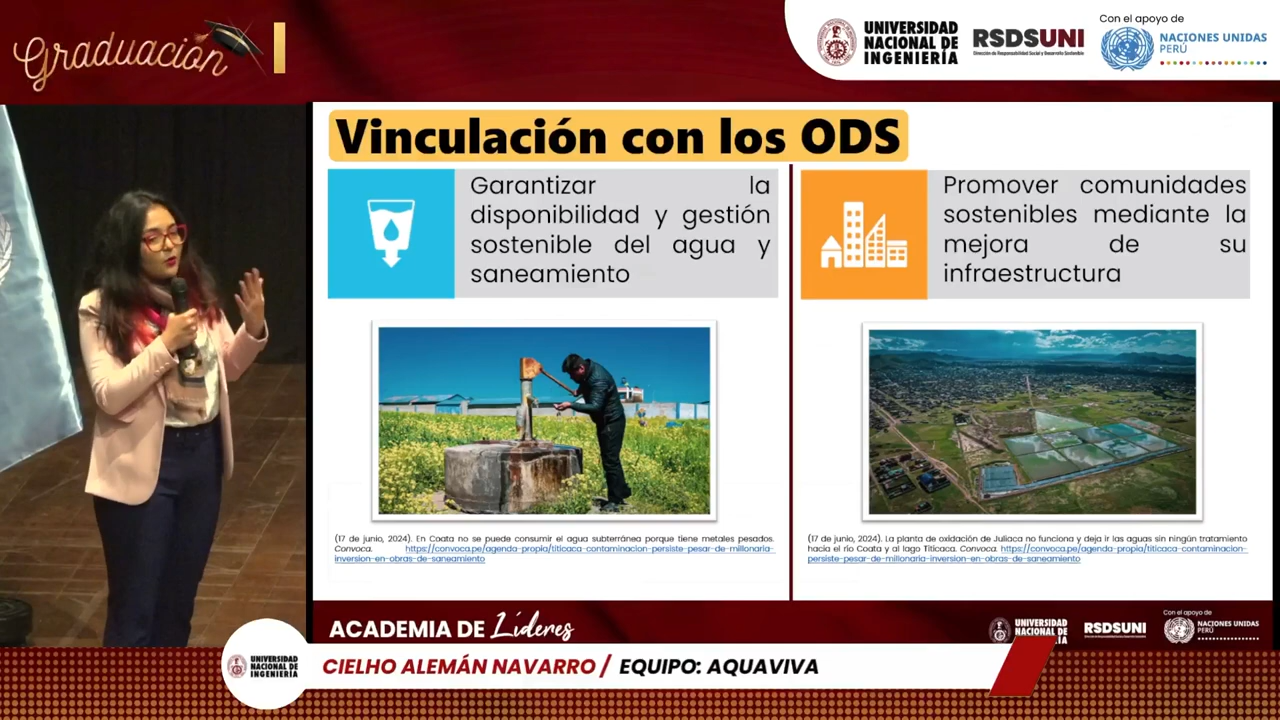 Graduación
UNIVERSIDAD
NACIONAL DE
INGENIERÍA
RSDSUNI
Dirección de Responsabilidad Social y Desarrollo Sostenible
Con el apoyo de
NACIONES UNIDAS
PERÚ
Vinculación con los ODS
Garantizar la
disponibilidad y gestión
sostenible del agua y
saneamiento
Promover comunidades
sostenibles mediante la
mejora de su
infraestructura
(17 de junio, 2024). En Coata no se puede consumir el agua subterránea porque tiene metales pesados.
Convoca. https://convoca.pe/agenda-propia/titicaca-contaminacion-persiste-pesar-de-millonaria-
inversion-en-obras-de-saneamiento
(17 de junio, 2024). La planta de oxidación de Juliaca no funciona y deja ir las aguas sin ningún tratamiento
hacia el río Coata y al lago Titicaca. Convoca. https://convoca.pe/agenda-propia/titicaca-contaminacion-
persiste-pesar-de-millonaria-inversion-en-obras-de-saneamiento
ACADEMIA DE Líderes
UNIVERSIDAD
NACIONAL DE
INGENIERÍA
RSDSUNI
Con el apoyo de
NACIONES UNIDAS
PERÚ
UNIVERSIDAD
NACIONAL DE
INGENIERÍA
CIELHO ALEMÁN NAVARRO / EQUIPO: AQUAVIVA